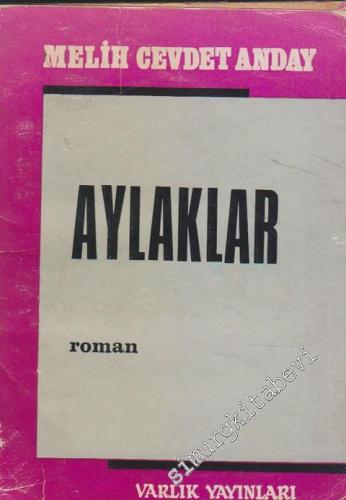 MELİH CEVDET ANDAY
AYLAKLAR
roman
VARLIK YAYINLARI
simurgkitabevi